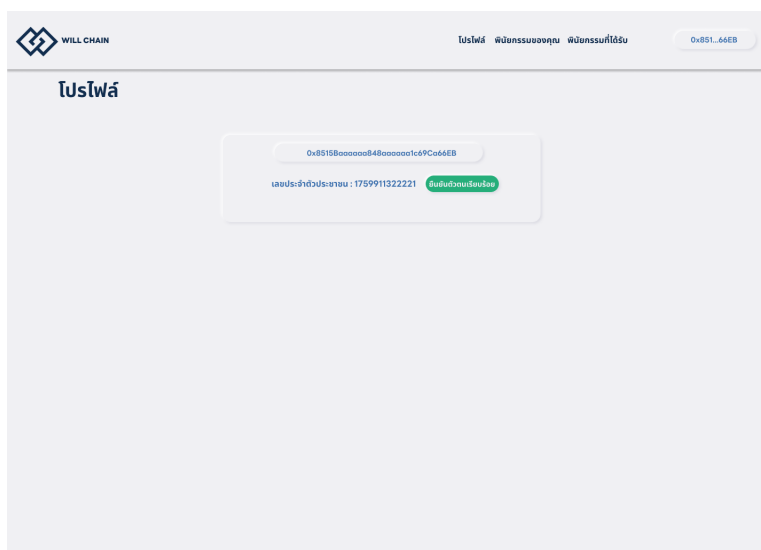 WILL CHAIN
โปรไฟล์ พินัยกรรมของคุณ พินัยกรรมที่ได้รับ
0x851...66EB
โปรไฟล์
0x8515Baaaaaa848aaaaaa1c69Ca66EB
เลขประจำตัวประชาชน : 1759911322221 ยืนยันตัวตนเรียบร้อย